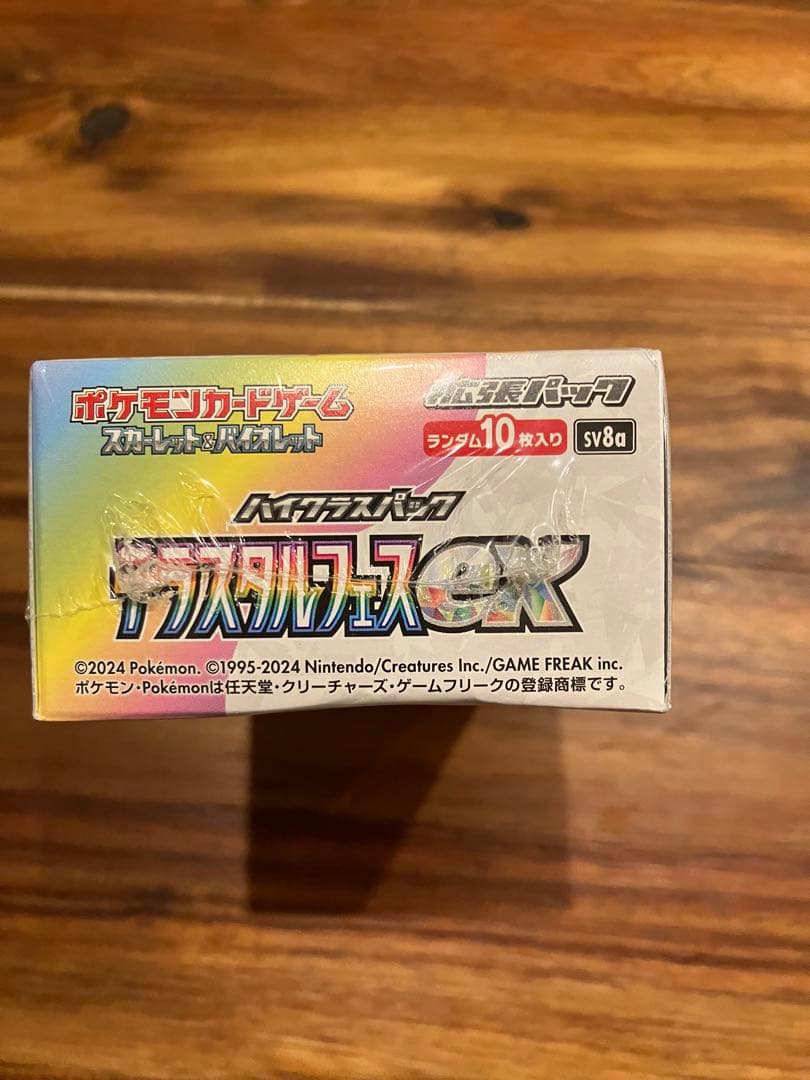 ポケモンカードゲーム
スカーレット&バイオレット
拡張パック
ランダム10枚入り
SV8a
ハイクラスパック
テラスタルフェスex
©2024 Pokémon. ©1995-2024 Nintendo/Creatures Inc./GAME FREAK inc.
ポケモン・Pokémonは任天堂・クリーチャーズ・ゲームフリークの登録商標です。